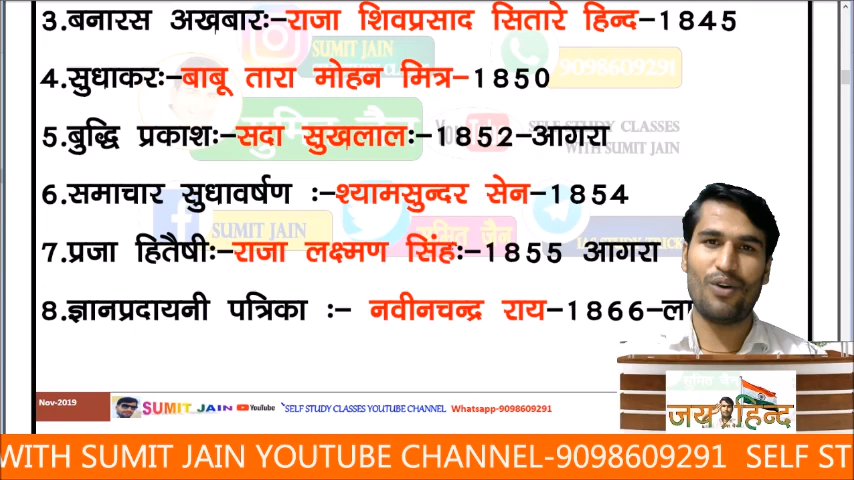 3.बनारस अखबारः-राजा शिवप्रसाद सितारे हिन्द-1845
4.सुधाकरः-बाबू तारा मोहन मित्र-1850
5.बुद्धि प्रकाशः-सदा सुखलालः-1852-आगरा
6.समाचार सुधावर्षण :-श्यामसुन्दर सेन-1854
7.प्रजा हितैषीः-राजा लक्ष्मण सिंहः-1855 आगरा
8.ज्ञानप्रदायनी पत्रिका :- नवीनचन्द्र राय-1866-ला
SUMIT JAIN
9098609291
सुमित जैन
SELF STUDY CLASSES
WITH SUMIT JAIN
SUMIT JAIN
सुमित जैन
Nov-2019
SUMIT JAIN YouTube `SELF STUDY CLASSES YOUTUBE CHANNEL Whatsapp-9098609291
जय हिन्द
WITH SUMIT JAIN YOUTUBE CHANNEL-9098609291 SELF ST